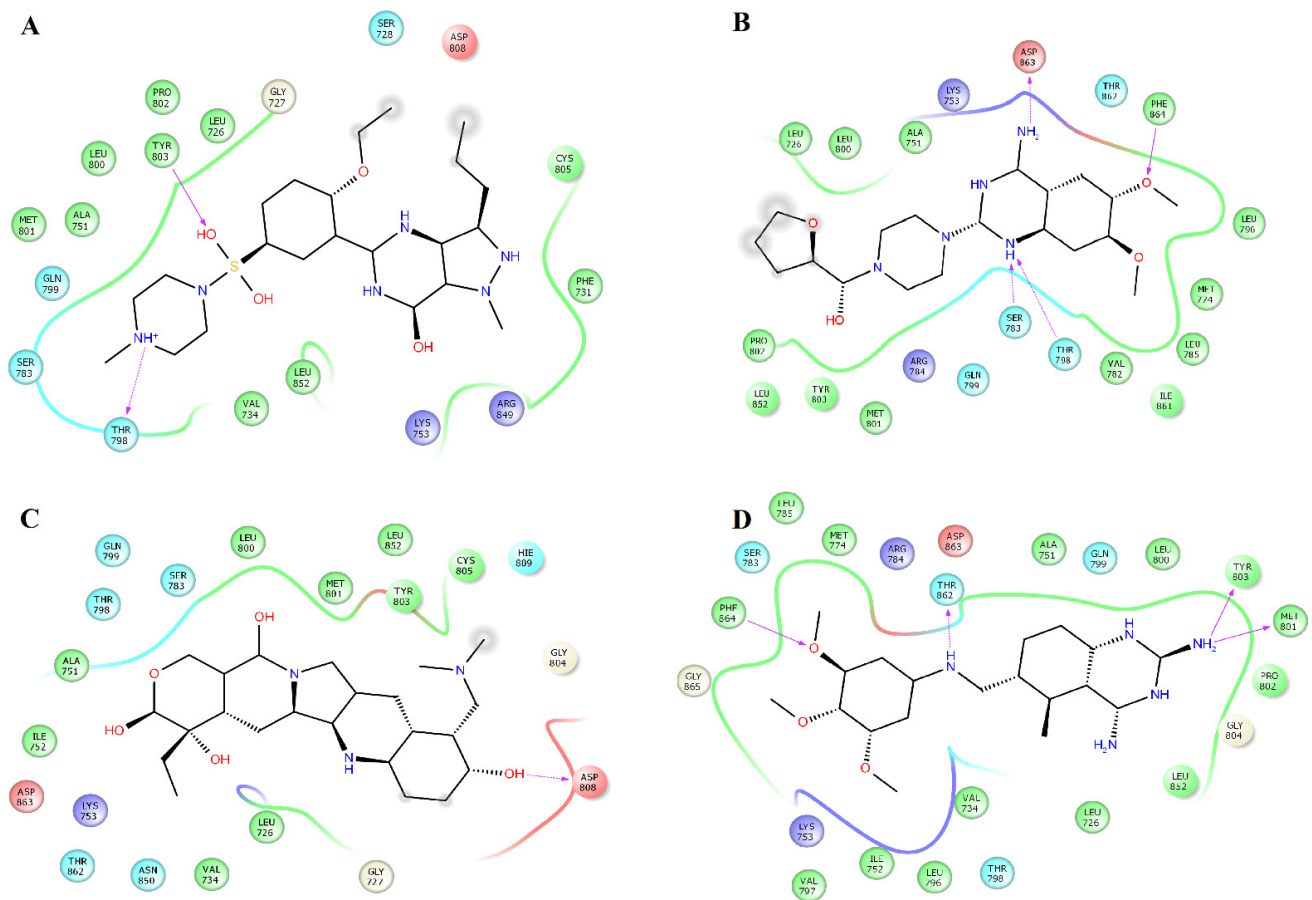 A
SER
728
ASP
808
PRO
802
GLY
727
LEU
726
TYR
803
LEU
800
CYS
805
MET
801
ALA
751
GLN
799
PHE
731
SER
783
LEU
852
VAL
734
THR
798
LYS
753
ARG
849
O
HO
S
OH
N
NH+
H
N
HN
NH
N
OH
B
ASP
863
LYS
753
THR
862
PHE
864
LEU
726
LEU
800
ALA
751
LEU
796
MET
774
SER
783
PRO
802
ARG
784
GLN
799
THR
798
VAL
782
LEU
785
LEU
852
TYR
803
MET
801
ILE
861
NH2
HN
O
O
N
N
N
H
O
HO
C
GLN
799
LEU
800
LEU
852
CYS
805
HIE
809
SER
783
THR
798
MET
801
TYR
803
ALA
751
GLY
804
ILE
752
ASP
863
LYS
753
LEU
726
ASP
808
THR
862
ASN
850
VAL
734
GLY
727
OH
O
N
N
HO
OH
N
H
OH
D
LEU
785
SER
783
MET
774
ARG
784
ASP
863
ALA
751
GLN
799
LEU
800
THR
862
TYR
803
PHE
864
MET
801
GLY
865
PRO
802
GLY
804
LEU
852
VAL
734
LEU
726
LYS
753
ILE
752
LEU
796
THR
798
VAL
797
O
H
N
H
N
NH2
NH
O
O
H2N